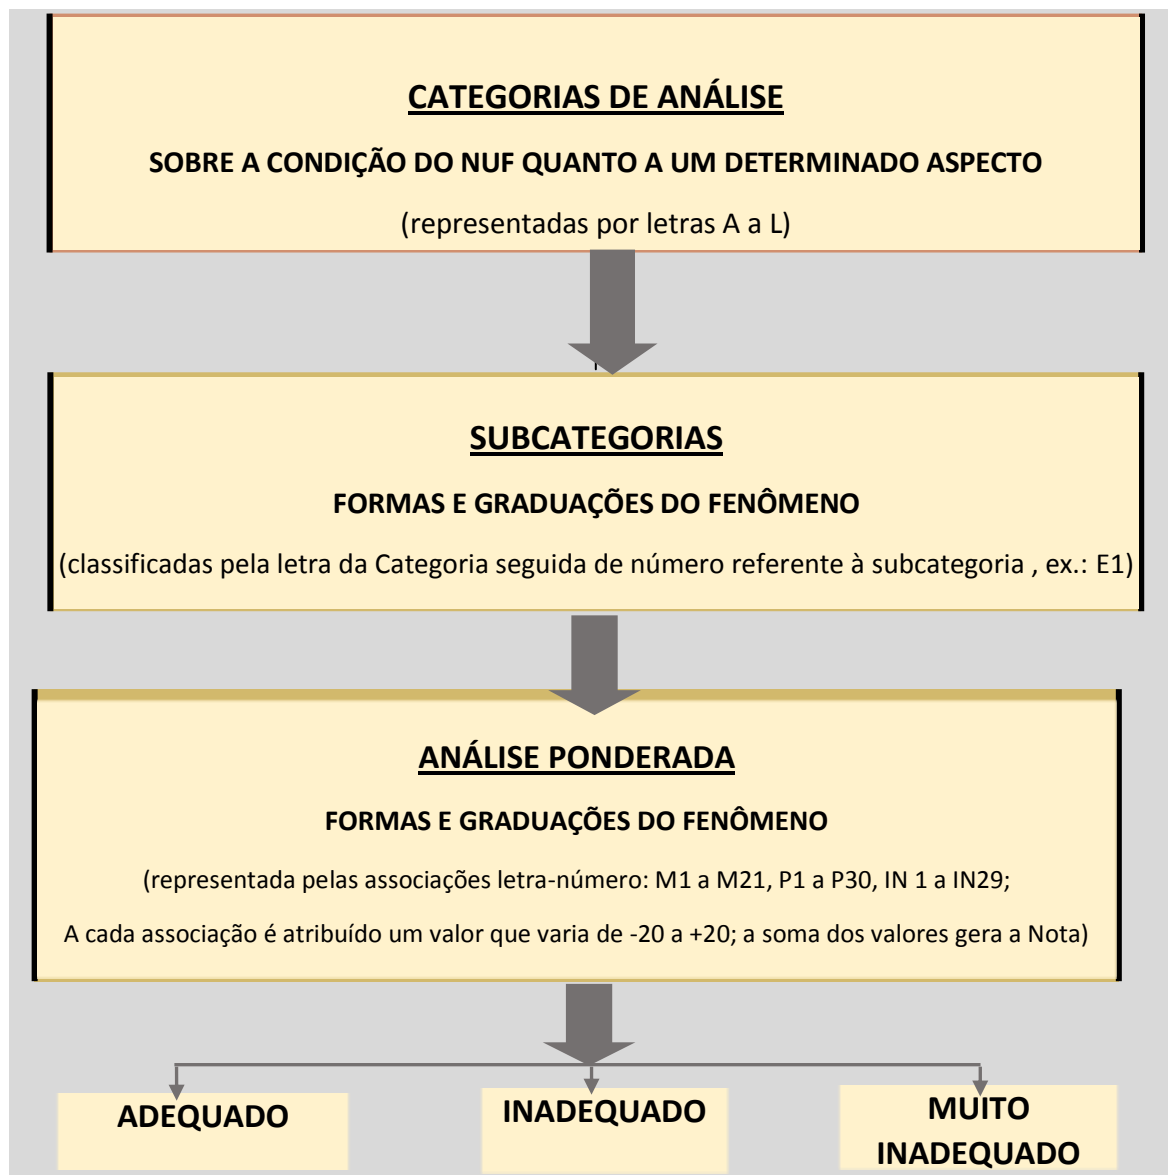 CATEGORIAS DE ANÁLISE
SOBRE A CONDIÇÃO DO NUF QUANTO A UM DETERMINADO ASPECTO
(representadas por letras A a L)
SUBCATEGORIAS
FORMAS E GRADUAÇÕES DO FENÔMENO
(classificadas pela letra da Categoria seguida de número referente à subcategoria , ex.: E1)
ANÁLISE PONDERADA
FORMAS E GRADUAÇÕES DO FENÔMENO
(representada pelas associações letra-número: M1 a M21, P1 a P30, IN 1 a IN29;
A cada associação é atribuído um valor que varia de -20 a +20; a soma dos valores gera a Nota)
ADEQUADO
INADEQUADO
MUITO
INADEQUADO